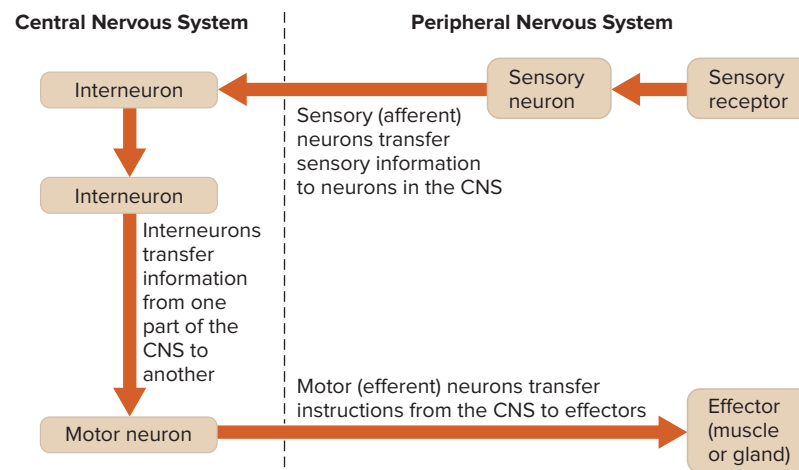 Central Nervous System
Peripheral Nervous System
Interneuron
Sensory
neuron
Sensory
receptor
Sensory (afferent)
neurons transfer
sensory information
to neurons in the CNS
Interneuron
Interneurons
transfer
information
from one
part of the
CNS to
another
Motor (efferent) neurons transfer
instructions from the CNS to effectors
Motor neuron
Effector
(muscle
or gland)